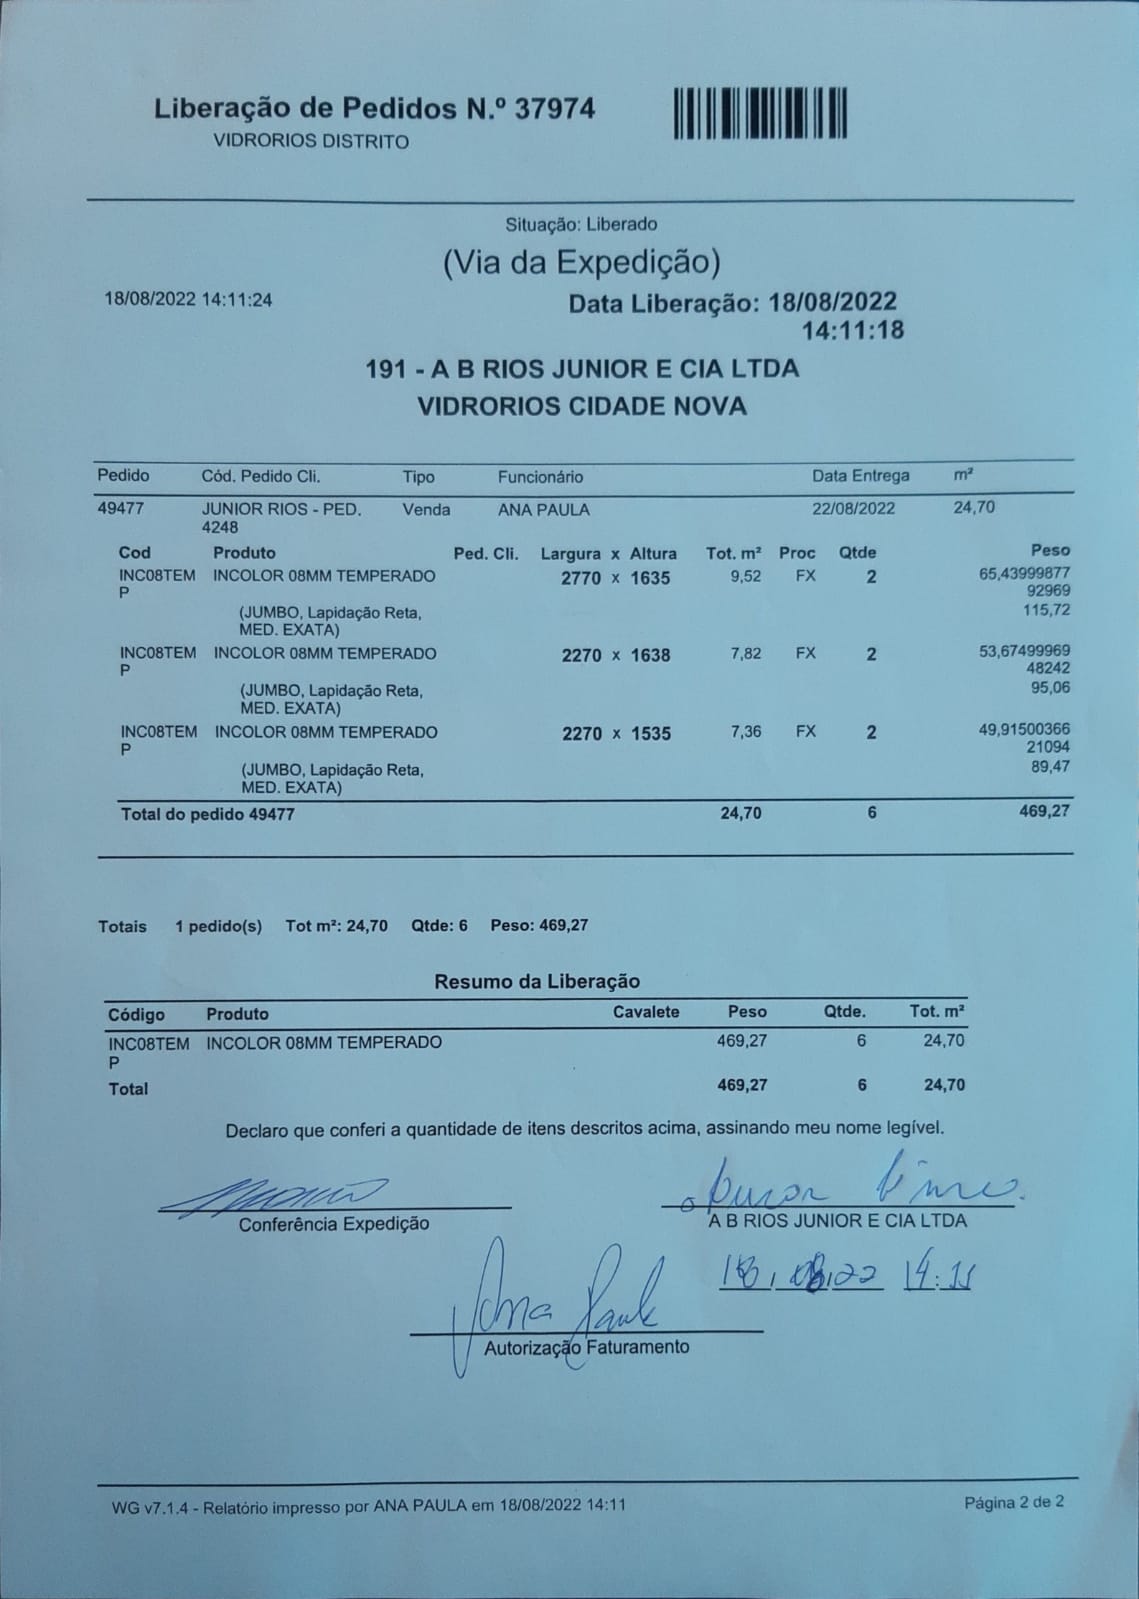 Liberação de Pedidos N.º 37974
VIDRORIOS DISTRITO
Situação: Liberado
(Via da Expedição)
18/08/2022 14:11:24
Data Liberação: 18/08/2022
14:11:18
191 - A B RIOS JUNIOR E CIA LTDA
VIDRORIOS CIDADE NOVA
Pedido Cód. Pedido Cli. Tipo Funcionário Data Entrega m²
49477 JUNIOR RIOS - PED. Venda ANA PAULA 22/08/2022 24,70
4248
Cod Produto Ped. Cli. Largura x Altura Tot. m² Proc Qtde Peso
INC08TEM INCOLOR 08MM TEMPERADO 2770 x 1635 9,52 FX 2 65,43999877
P 92969
(JUMBO, Lapidação Reta, 115,72
MED. EXATA)
INC08TEM INCOLOR 08MM TEMPERADO 2270 x 1638 7,82 FX 2 53,67499969
P 48242
(JUMBO, Lapidação Reta, 95,06
MED. EXATA)
INC08TEM INCOLOR 08MM TEMPERADO 2270 x 1535 7,36 FX 2 49,91500366
P 21094
(JUMBO, Lapidação Reta, 89,47
MED. EXATA)
Total do pedido 49477 24,70 6 469,27
Totais 1 pedido(s) Tot m²: 24,70 Qtde: 6 Peso: 469,27
Resumo da Liberação
Código Produto Cavalete Peso Qtde. Tot. m²
INC08TEM INCOLOR 08MM TEMPERADO 469,27 6 24,70
P
Total 469,27 6 24,70
Declaro que conferi a quantidade de itens descritos acima, assinando meu nome legível.
Conferência Expedição
A B RIOS JUNIOR E CIA LTDA
18, 08,22
Ana Paula
Autorização Faturamento
WG v7.1.4 - Relatório impresso por ANA PAULA em 18/08/2022 14:11
Página 2 de 2